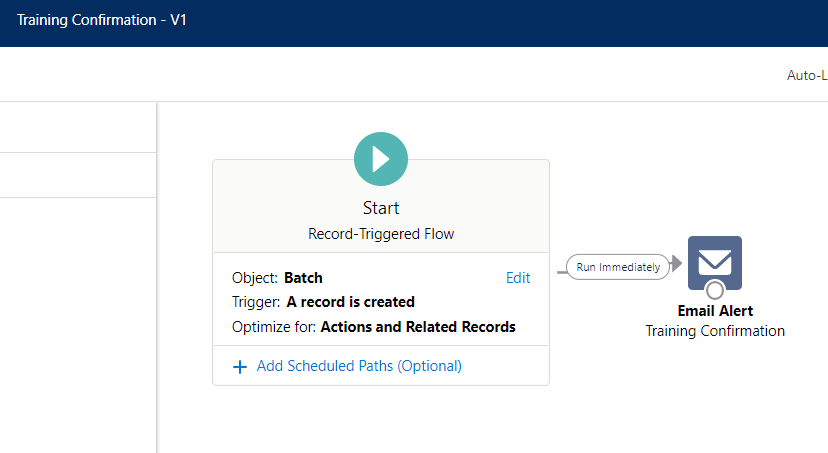 Training Confirmation - V1
Auto-L
Start
Record-Triggered Flow
Object: Batch
Edit
Trigger: A record is created
Optimize for: Actions and Related Records
Add Scheduled Paths (Optional)
Run Immediately
Email Alert
Training Confirmation